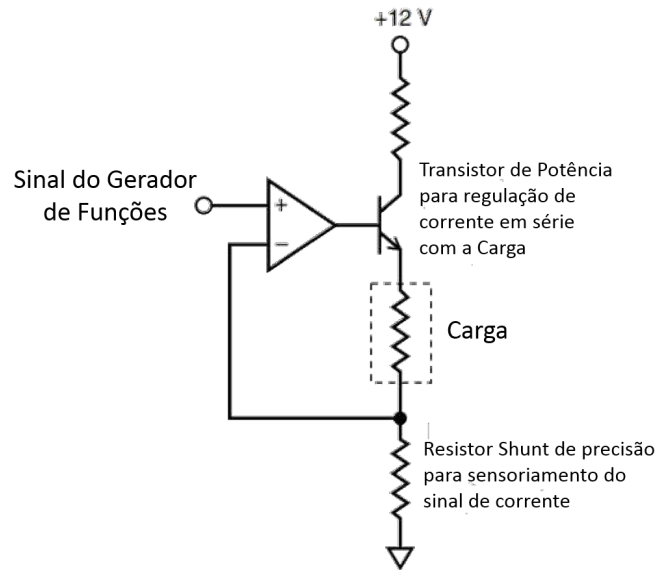 +12 V
Sinal do Gerador
de Funções
+
−
Transistor de Potência
para regulação de
corrente em série
com a Carga
Carga
Resistor Shunt de precisão
para sensoriamento do
sinal de corrente